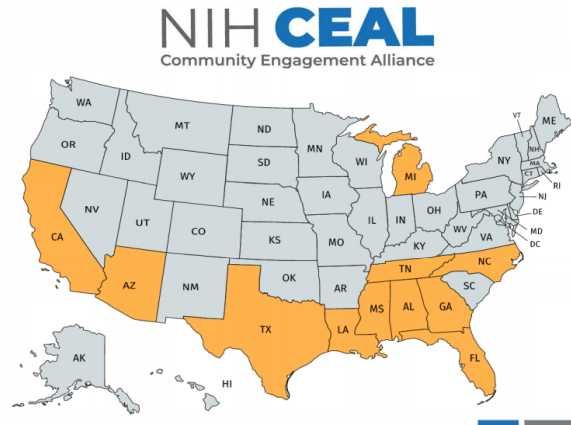 NIH CEAL
Community Engagement Alliance
WA
MT
ND
MN
VT
ME
OR
ID
SD
WI
MI
NY
NH
MA
CT
RI
WY
NE
IA
PA
NJ
NV
UT
CO
IL
IN
OH
DE
MD
DC
CA
KS
MO
KY
WV
VA
AZ
NM
OK
AR
TN
NC
SC
TX
LA
MS
AL
GA
FL
AK
HI